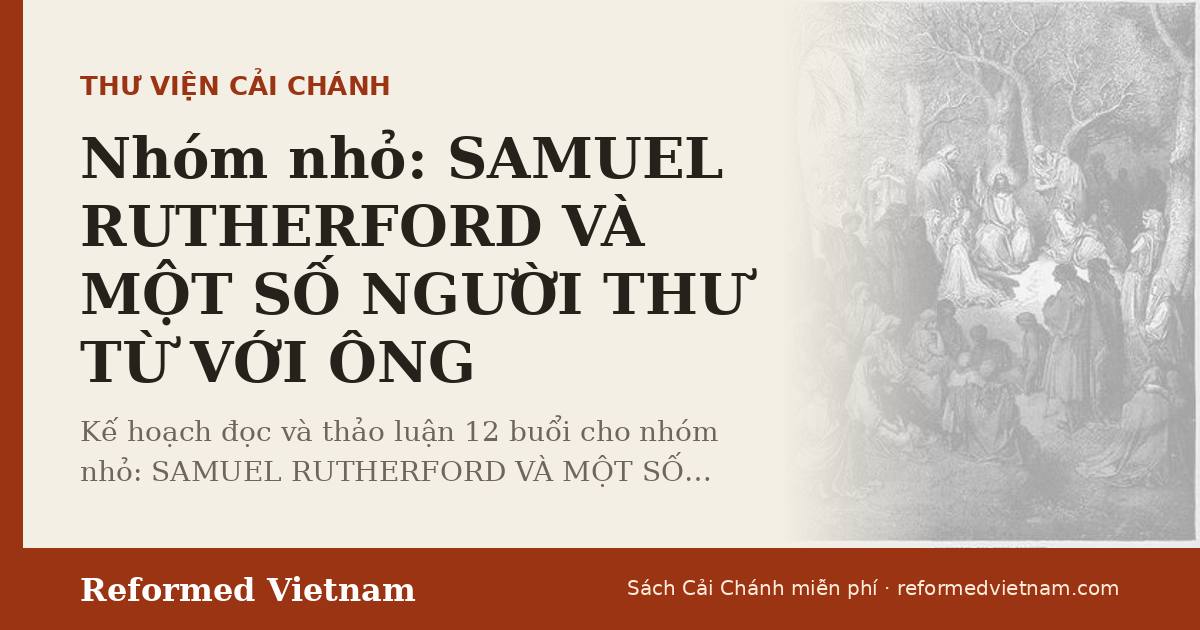 THƯ VIỆN CẢI CHÁNH
Nhóm nhỏ: SAMUEL
RUTHERFORD VÀ
MỘT SỐ NGƯỜI THƯ
TỪ VỚI ÔNG
Kế hoạch đọc và thảo luận 12 buổi cho nhóm
nhỏ: SAMUEL RUTHERFORD VÀ MỘT SỐ...
Reformed Vietnam
Sách Cải Chánh miễn phí · reformedvietnam.com